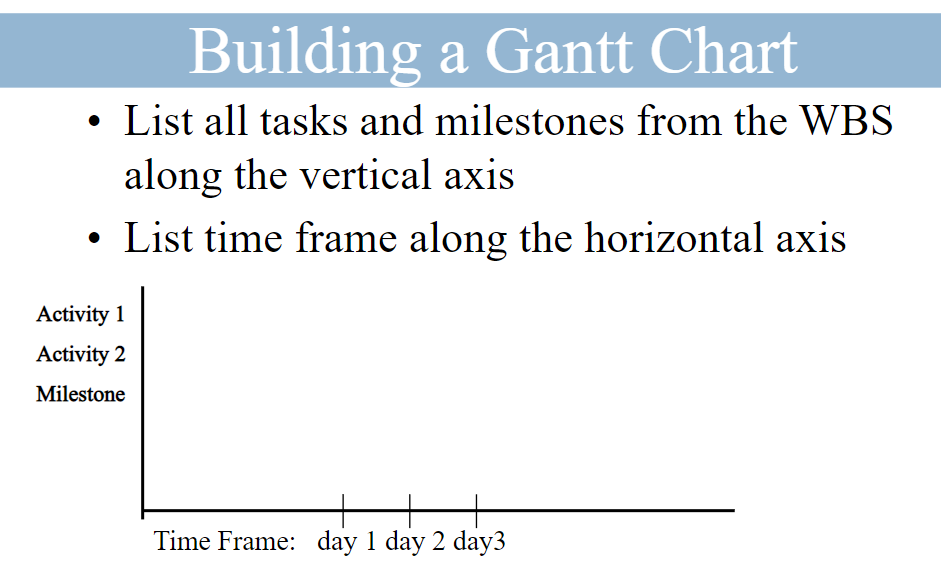 Building a Gantt Chart
• List all tasks and milestones from the WBS
along the vertical axis
• List time frame along the horizontal axis
Activity 1
Activity 2
Milestone
Time Frame: day 1 day 2 day3